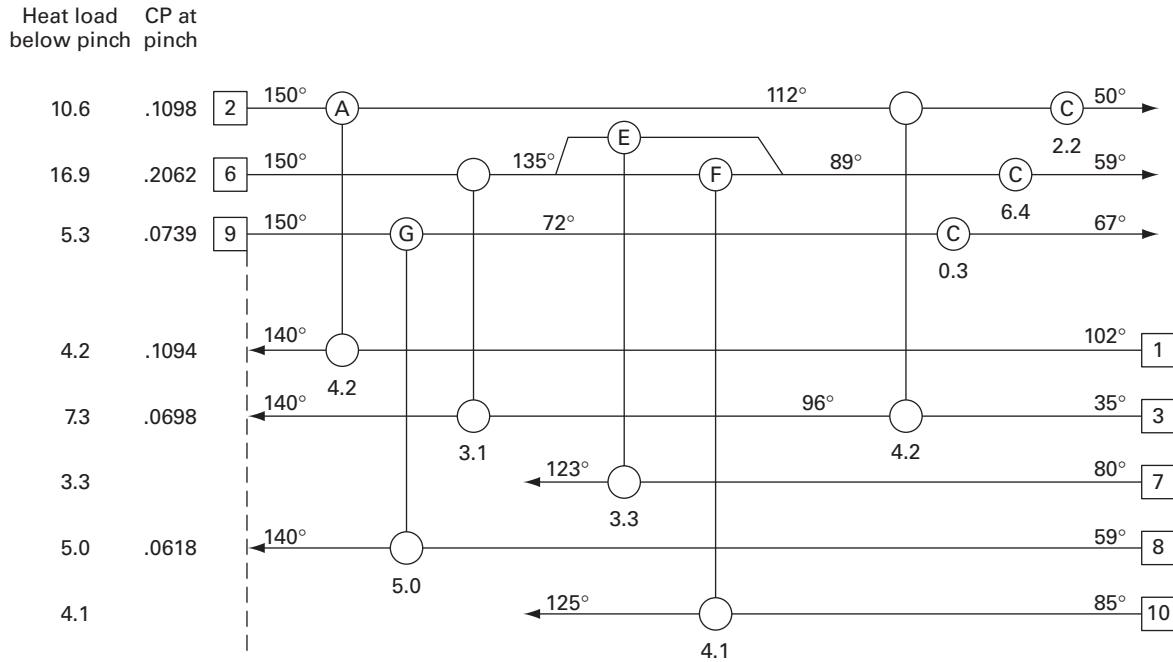 Heat load CP at
below pinch pinch
10.6 .1098 2 150° A 112° C 50°
2.2
E
16.9 .2062 6 150° 135° F 89° C 59°
6.4
5.3 .0739 9 150° G 72° C 67°
0.3
4.2 .1094 140° 102° 1
4.2
7.3 .0698 140° 96° 35° 3
3.1 4.2
3.3 123° 80° 7
3.3
5.0 .0618 140° 59° 8
5.0
4.1 125° 85° 10
4.1